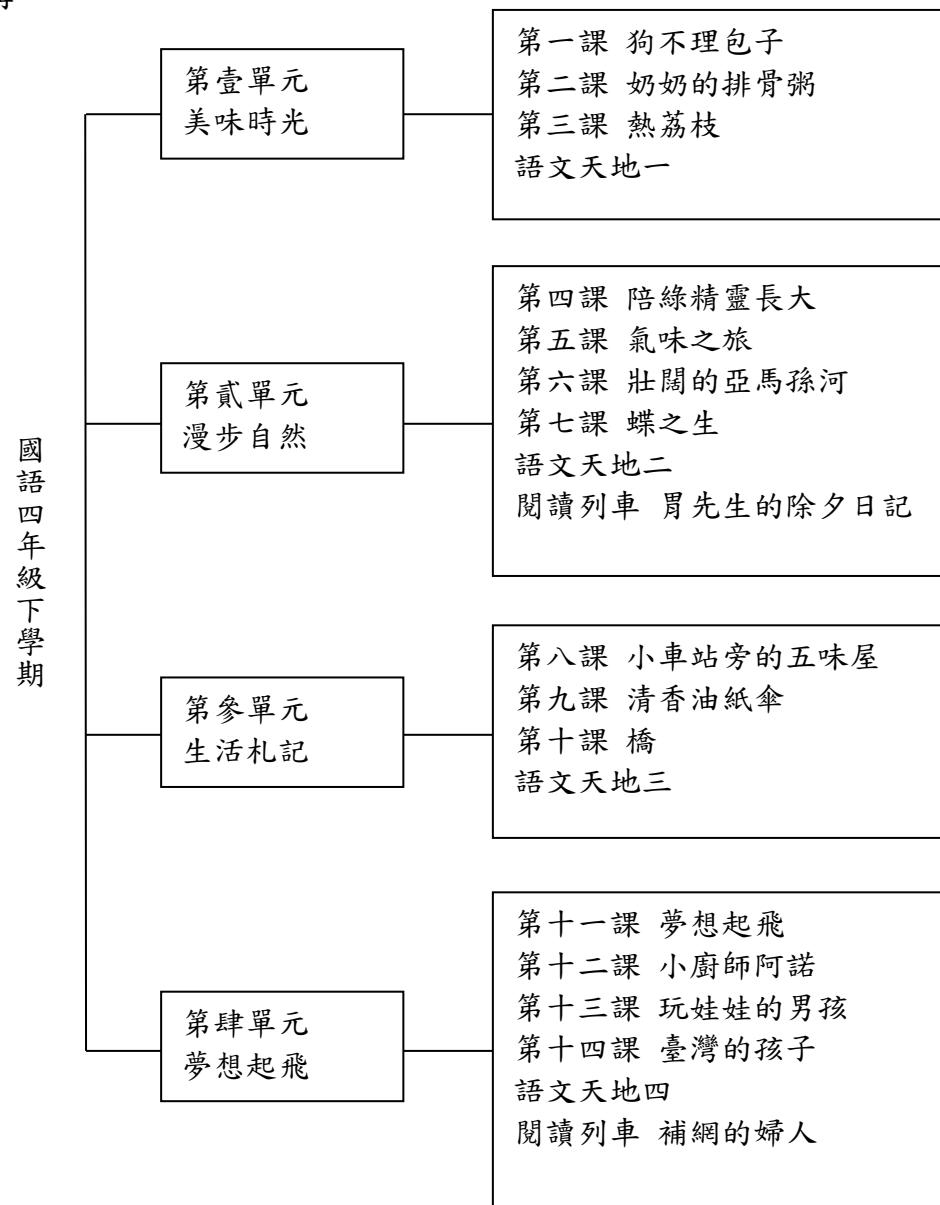 國語四年級下學期
第壹單元
美味時光
第一課 狗不理包子
第二課 奶奶的排骨粥
第三課 熱荔枝
語文天地一
第貳單元
漫步自然
第四課 陪綠精靈長大
第五課 氣味之旅
第六課 壯闊的亞馬孫河
第七課 蝶之生
語文天地二
閱讀列車 胃先生的除夕日記
第參單元
生活札記
第八課 小車站旁的五味屋
第九課 清香油紙傘
第十課 橋
語文天地三
第肆單元
夢想起飛
第十一課 夢想起飛
第十二課 小廚師阿諾
第十三課 玩娃娃的男孩
第十四課 臺灣的孩子
語文天地四
閱讀列車 補網的婦人